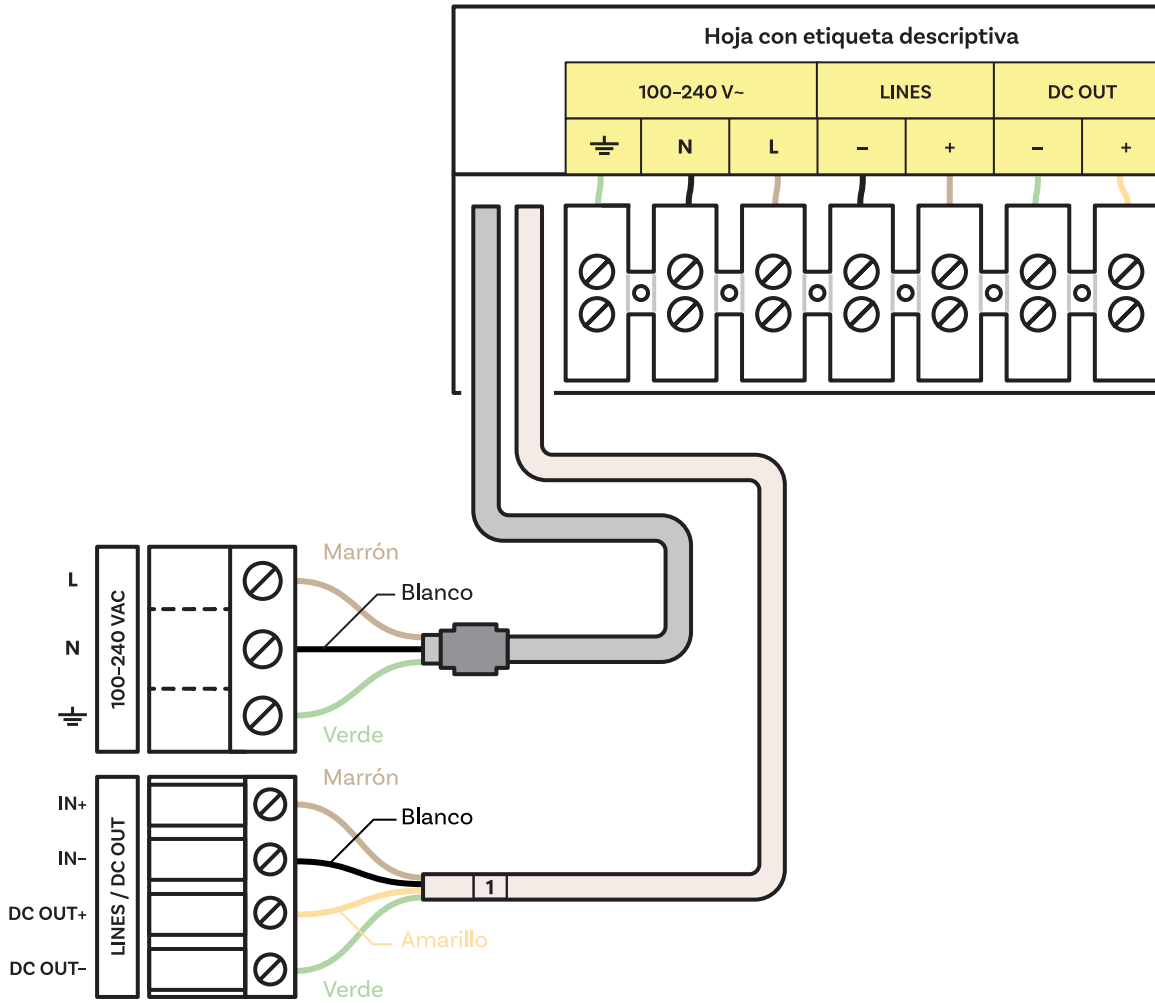 Hoja con etiqueta descriptiva
100–240 V~ LINES DC OUT
N L – + – +
Marrón
L
Blanco
N
100–240 VAC
Verde
Marrón
IN+
Blanco
IN–
LINES / DC OUT
1
DC OUT+
Amarillo
DC OUT–
Verde